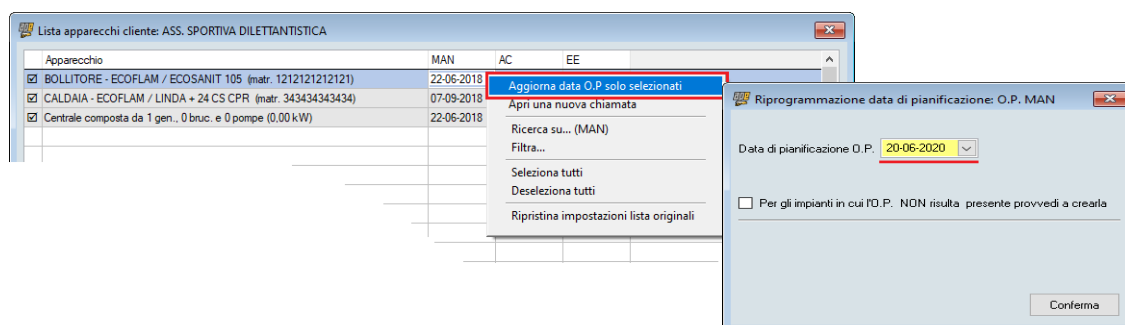 Lista apparecchi cliente: ASS. SPORTIVA DILETTANTISTICA
Apparecchio MAN AC EE
BOLLITORE - ECOFLAM / ECOSANIT 105 (matr. 1212121212121) 22-06-2018
CALDAIA - ECOFLAM / LINDA + 24 CS CPR (matr. 343434343434) 07-09-2018
Centrale composta da 1 gen., 0 bruc. e 0 pompe (0,00 kW) 22-06-2018
Aggiorna data O.P solo selezionati
Apri una nuova chiamata
Ricerca su... (MAN)
Filtra...
Seleziona tutti
Deseleziona tutti
Ripristina impostazioni lista originali
Riprogrammazione data di pianificazione: O.P. MAN
Data di pianificazione O.P. 20-06-2020
Per gli impianti in cui l'O.P. NON risulta presente provvedi a crearla
Conferma